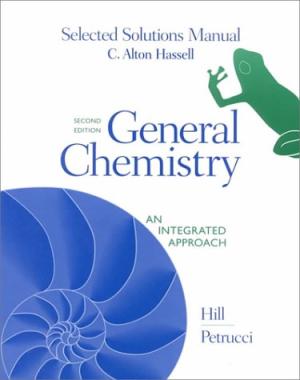 Selected Solutions Manual
C. Alton Hassell
SECOND
EDITION
General
Chemistry
AN
INTEGRATED
APPROACH
Hill
Petrucci